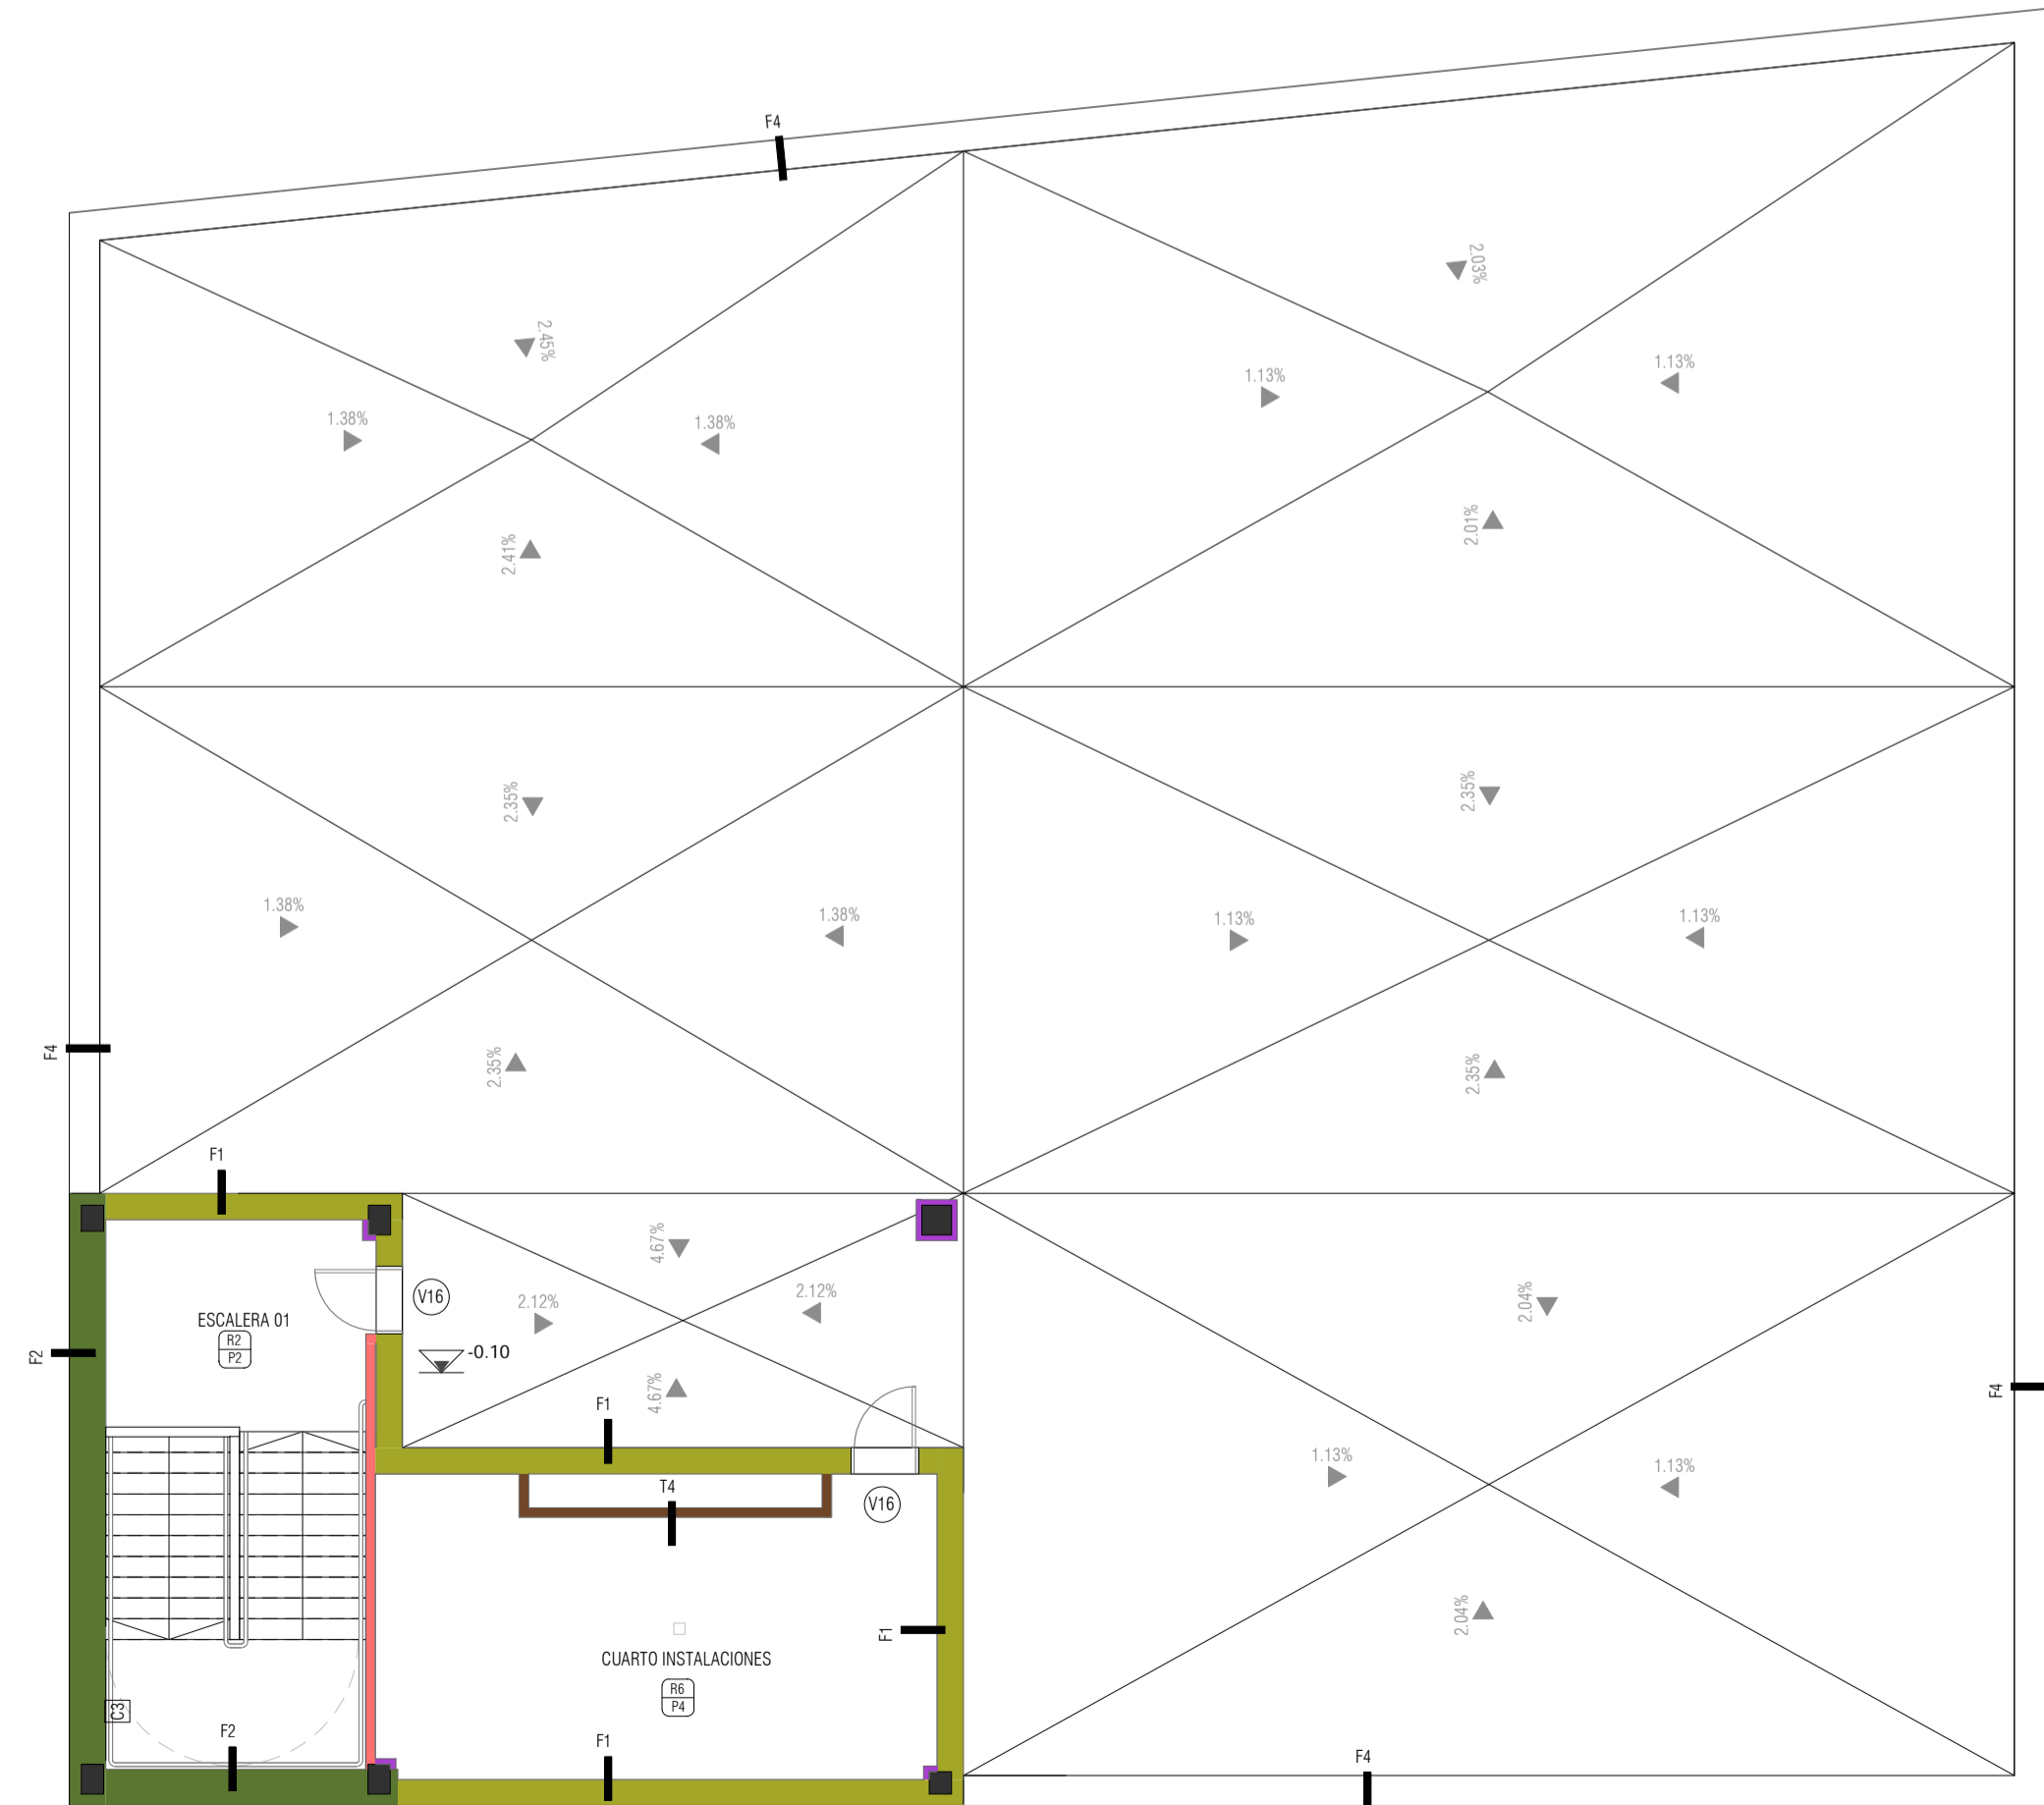 F4
2.03%
2.45%
1.13%
1.13%
1.38%
1.38%
2.01%
2.41%
2.35%
2.35%
1.38%
1.38%
1.13%
1.13%
F4
2.35%
2.35%
F1
4.67%
2.12%
2.12%
V16
2.04%
ESCALERA 01
R2
P2
F2
-0.10
4.67%
F1
F4
1.13%
1.13%
T4
V16
2.04%
F1
CUARTO INSTALACIONES
R6
P4
C3
F2
F1
F4